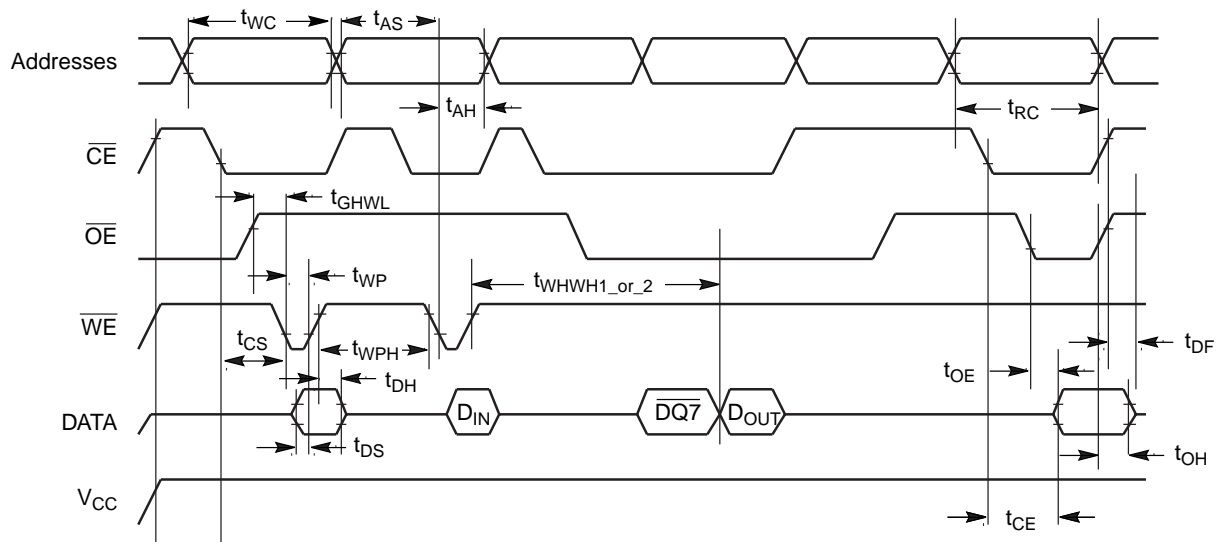 tWC
tAS
Addresses
tAH
tRC
CE
tGHWL
OE
tWP
tWHWH1_or_2
WE
tCS
tWPH
tDF
tOE
tDH
DATA
DIN
DQ7
DOUT
tDS
tOH
VCC
tCE